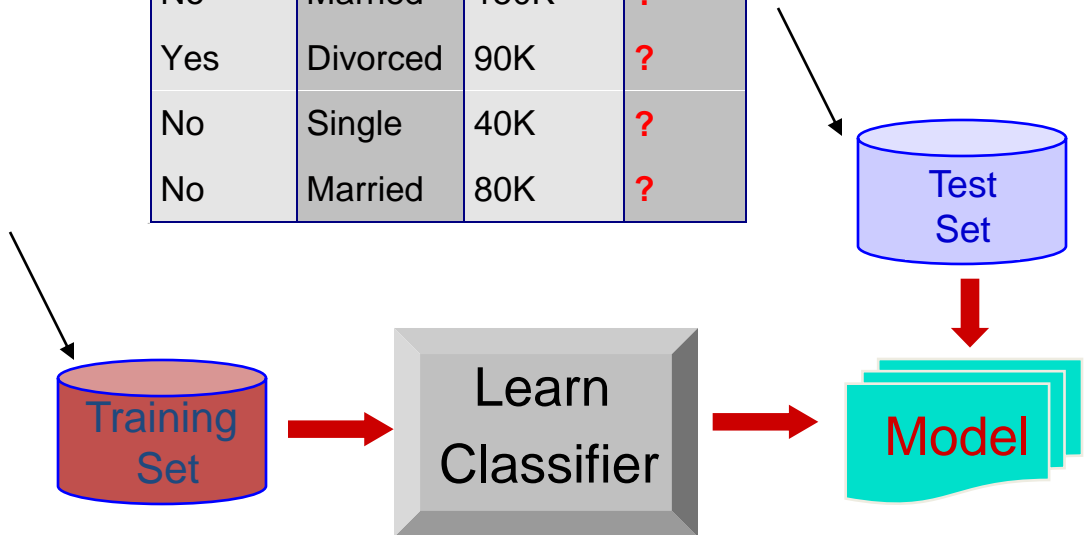 Yes Divorced 90K ?
No Single 40K ?
No Married 80K ?
Test
Set
Training
Set
Learn
Classifier
Model